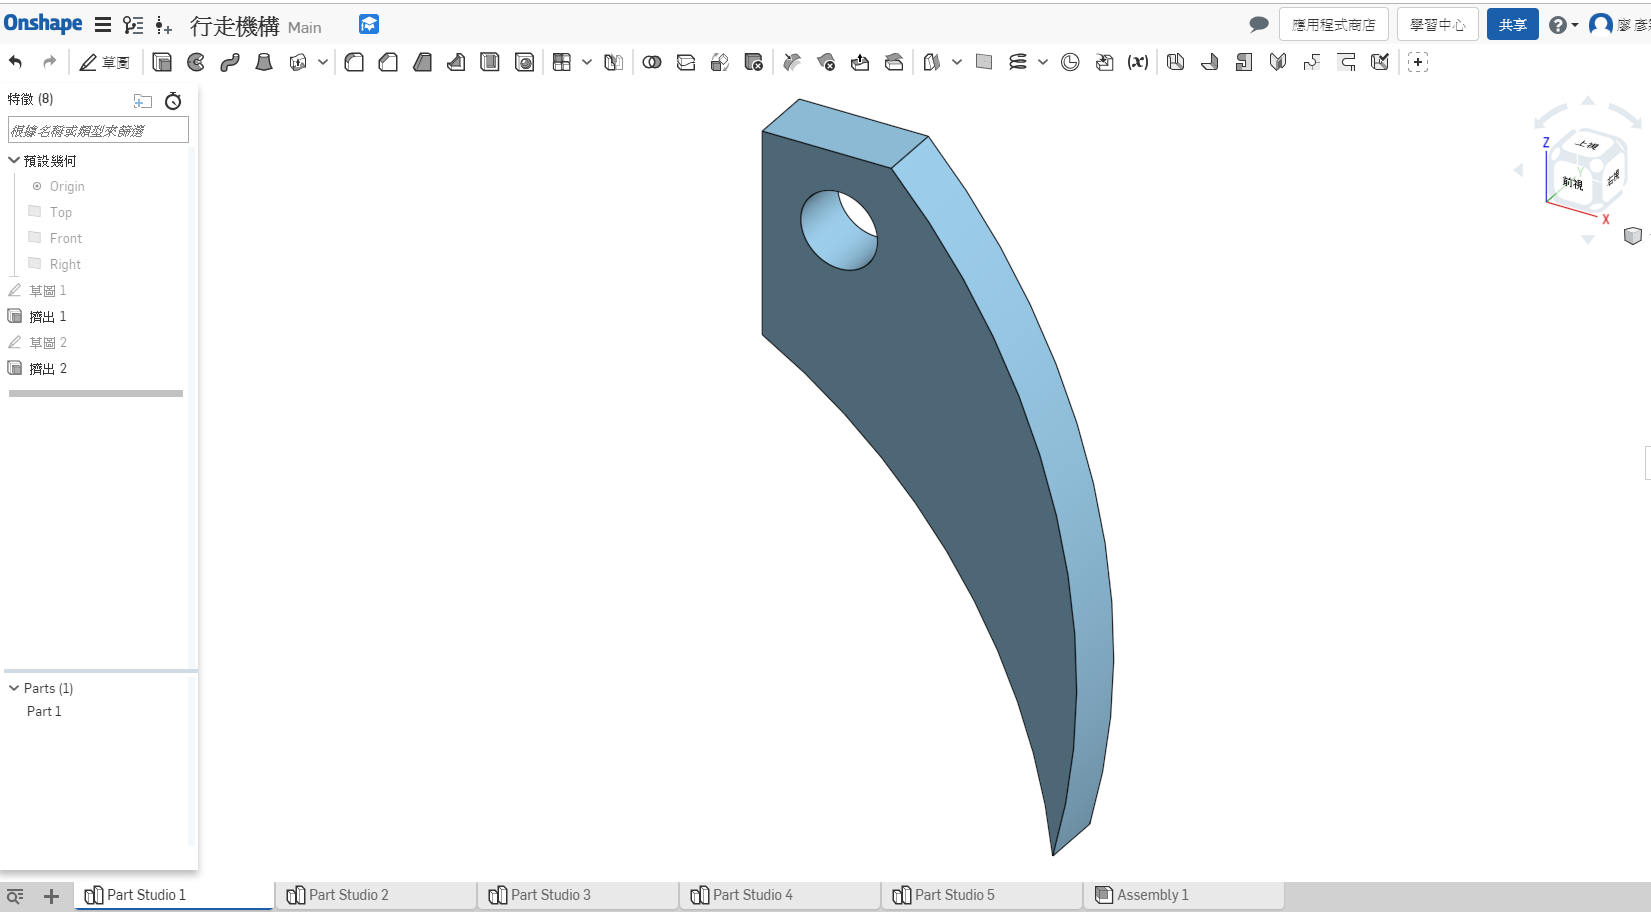 Onshape 行走機構 Main 應用程式商店 學習中心 共享
草圖 (x)
特徵 (8)
根據名稱或類型來篩選
預設幾何
Origin
Top
Front
Right
草圖 1
擠出 1
草圖 2
擠出 2
Z
上視
前視
右視
Y
X
Parts (1)
Part 1
Part Studio 1 Part Studio 2 Part Studio 3 Part Studio 4 Part Studio 5 Assembly 1